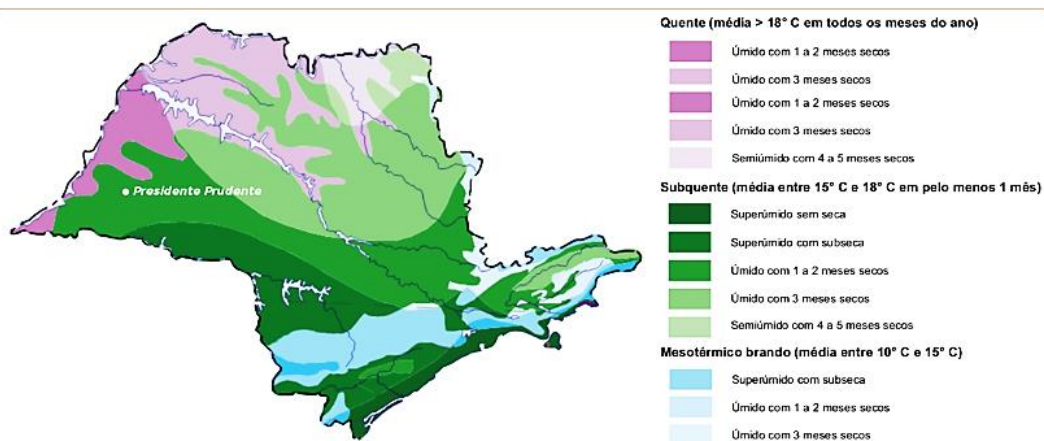 Quente (média > 18° C em todos os meses do ano)
Úmido com 1 a 2 meses secos
Úmido com 3 meses secos
Úmido com 1 a 2 meses secos
Úmido com 3 meses secos
Semiúmido com 4 a 5 meses secos
Subquente (média entre 15° C e 18° C em pelo menos 1 mês)
Superúmido sem seca
Superúmido com subseca
Úmido com 1 a 2 meses secos
Úmido com 3 meses secos
Semiúmido com 4 a 5 meses secos
Mesotérmico brando (média entre 10° C e 15° C)
Superúmido com subseca
Úmido com 1 a 2 meses secos
Úmido com 3 meses secos
Presidente Prudente